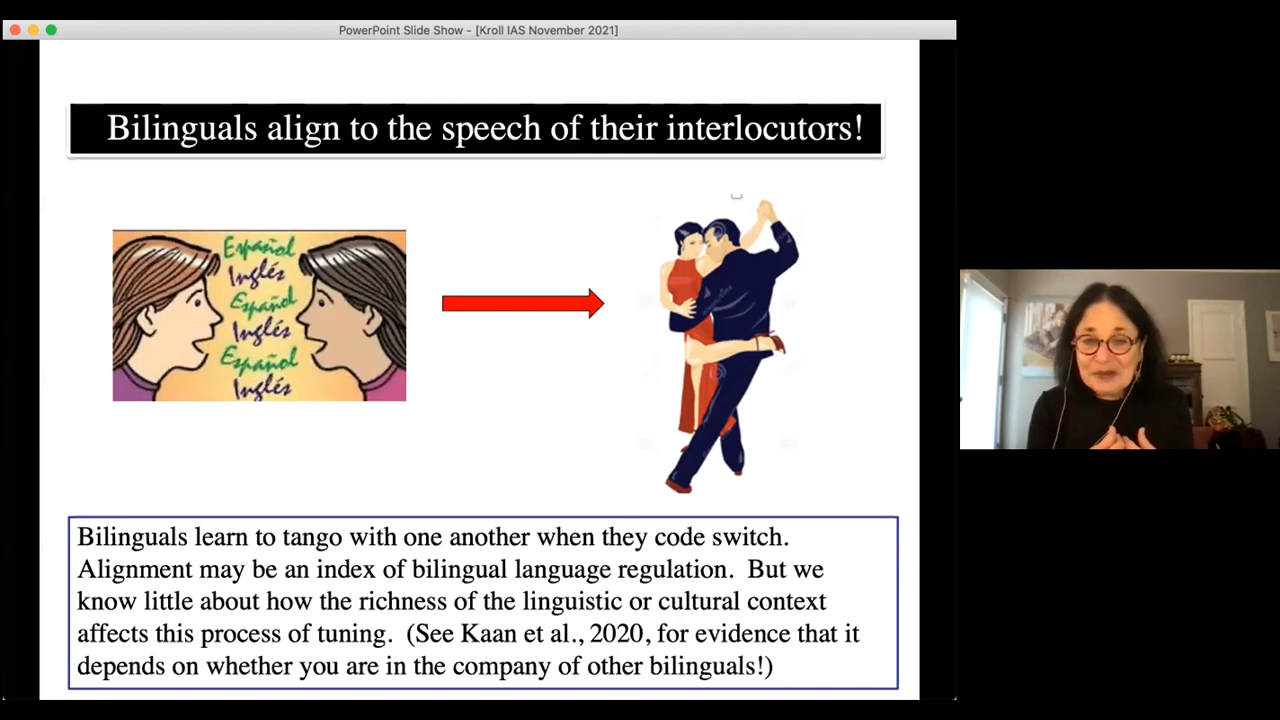 PowerPoint Slide Show - [Kroll IAS November 2021]
Bilinguals align to the speech of their interlocutors!
Español
Inglés
Español
Inglés
Español
Inglés
Bilinguals learn to tango with one another when they code switch.
Alignment may be an index of bilingual language regulation. But we
know little about how the richness of the linguistic or cultural context
affects this process of tuning. (See Kaan et al., 2020, for evidence that it
depends on whether you are in the company of other bilinguals!)